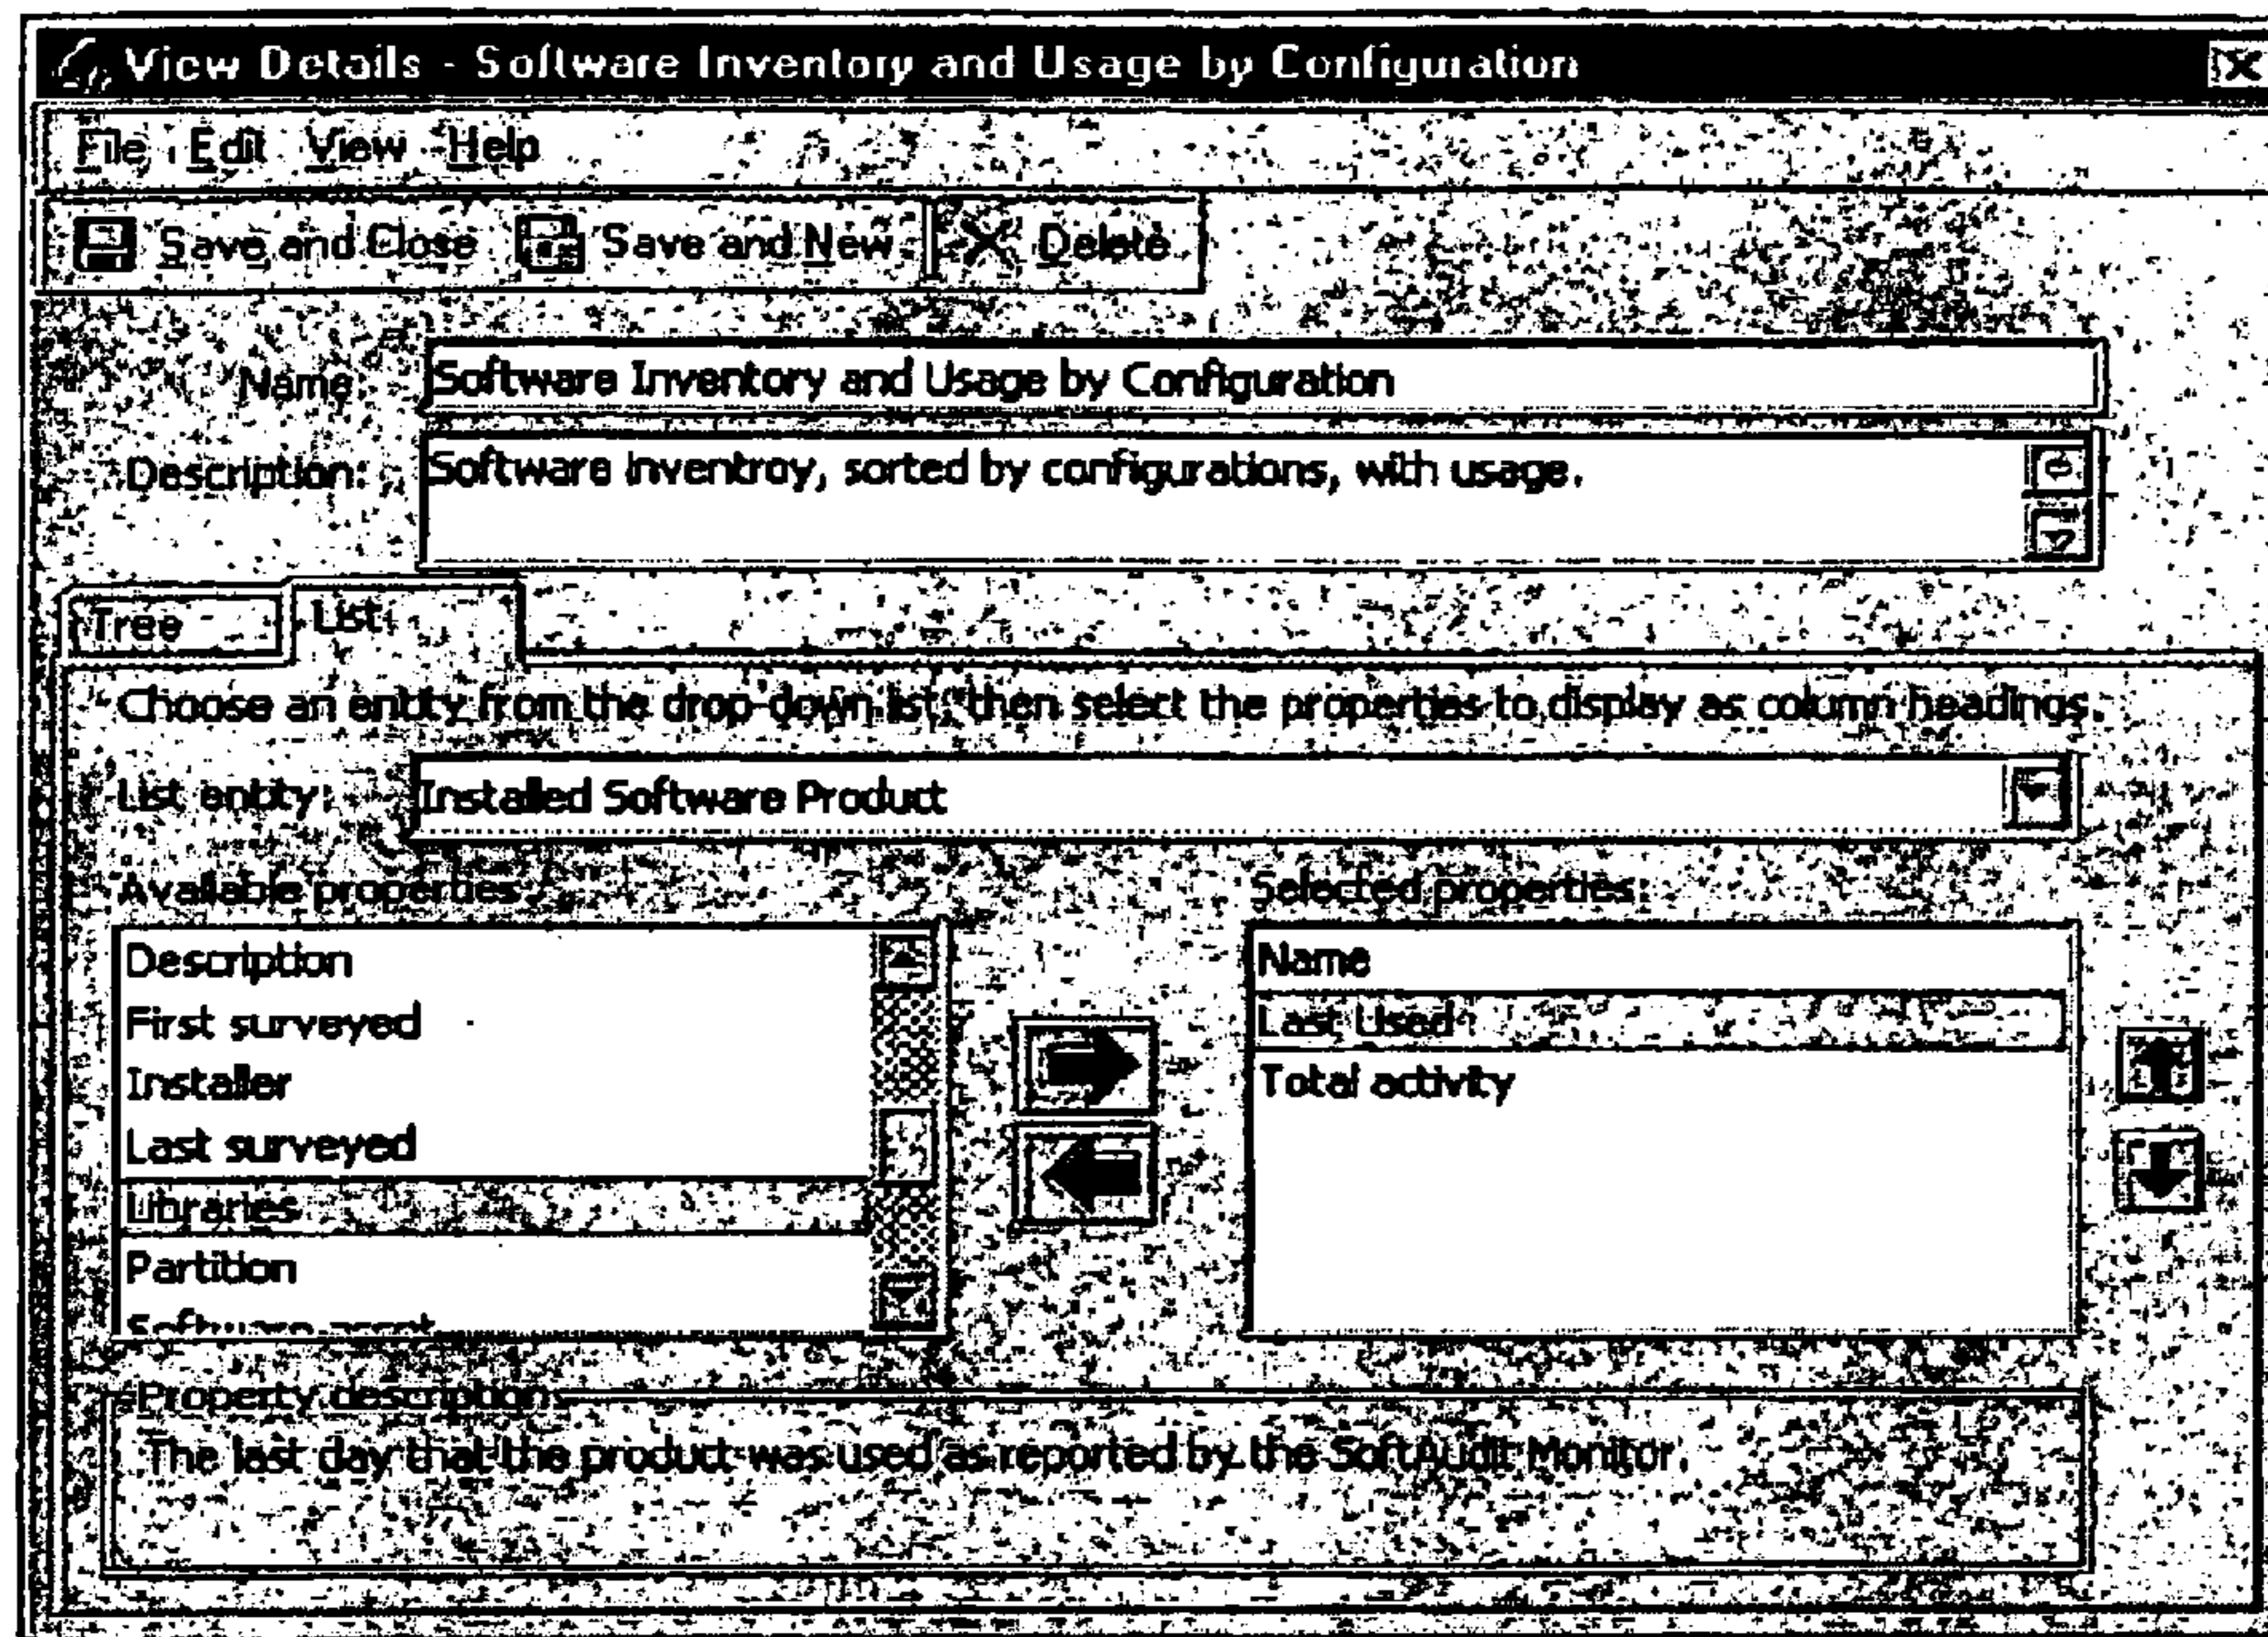 View Details - Software Inventory and Usage by Configuration
File Edit View Help
Save and Close Save and New Delete
Name: Software Inventory and Usage by Configuration
Description: Software Inventroy, sorted by configurations, with usage.
Tree List
Choose an entity from the drop-down list, then select the properties to display as column headings.
List entity: Installed Software Product
Available properties: Selected properties:
Description Name
First surveyed Last Used
Installer Total activity
Last surveyed
Libraries
Partition
Software asset
Property description:
The last day that the product was used as reported by the SoftAudit Monitor.